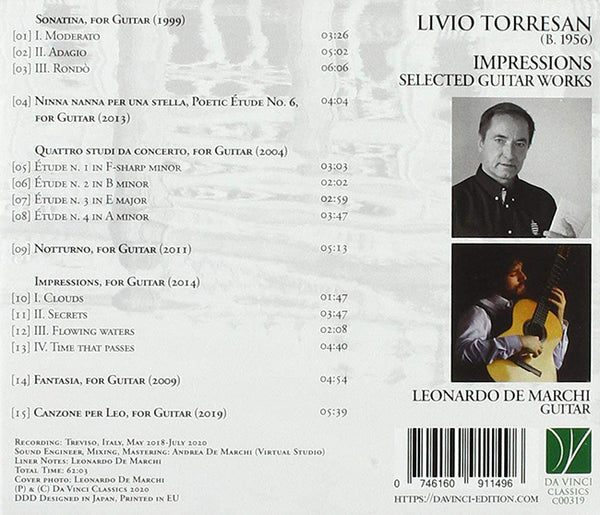 Sonatina, for Guitar (1999)
[01] I. Moderato 03:26
[02] II. Adagio 05:02
[03] III. Rondò 06:06
[04] Ninna nanna per una stella, Poetic Étude No. 6, 04:04
for Guitar (2013)
Quattro studi da concerto, for Guitar (2004)
[05] Étude n. 1 in F-sharp minor 03:03
[06] Étude n. 2 in B minor 02:02
[07] Étude n. 3 in E major 02:59
[08] Étude n. 4 in A minor 03:47
[09] Notturno, for Guitar (2011) 05:13
Impressions, for Guitar (2014)
[10] I. Clouds 01:47
[11] II. Secrets 03:47
[12] III. Flowing waters 02:08
[13] IV. Time that passes 04:40
[14] Fantasia, for Guitar (2009) 04:54
[15] Canzone per Leo, for Guitar (2019) 05:39
Recording: Treviso, Italy, May 2018-July 2020
Sound Engineer, Mixing, Mastering: Andrea De Marchi (Virtual Studio)
Liner Notes: Leonardo De Marchi
Total Time: 62:03
Cover photo: Leonardo De Marchi
(P) & (C) Da Vinci Classics 2020
DDD Designed in Japan, Printed in EU
LIVIO TORRESAN
(B. 1956)
IMPRESSIONS
SELECTED GUITAR WORKS
LEONARDO DE MARCHI
GUITAR
0 746160 911496
HTTPS://DAVINCI-EDITION.COM
DA VINCI
CLASSICS
C00319